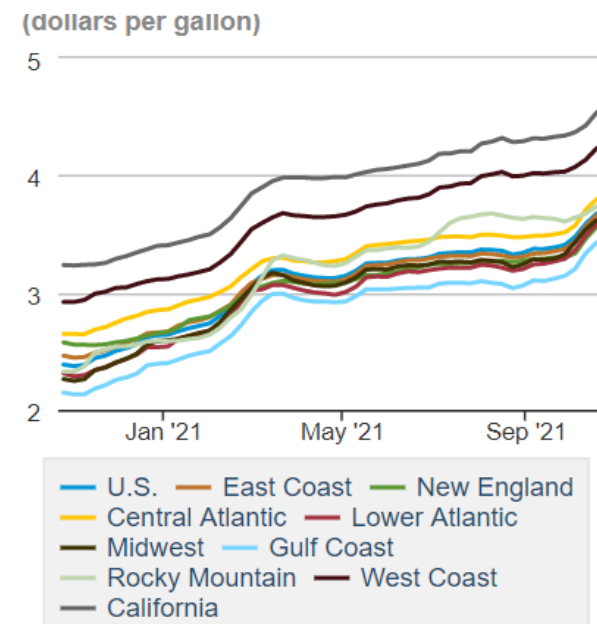 (dollars per gallon)
5
4
3
2
Jan '21 May '21 Sep '21
U.S. East Coast New England
Central Atlantic Lower Atlantic
Midwest Gulf Coast
Rocky Mountain West Coast
California